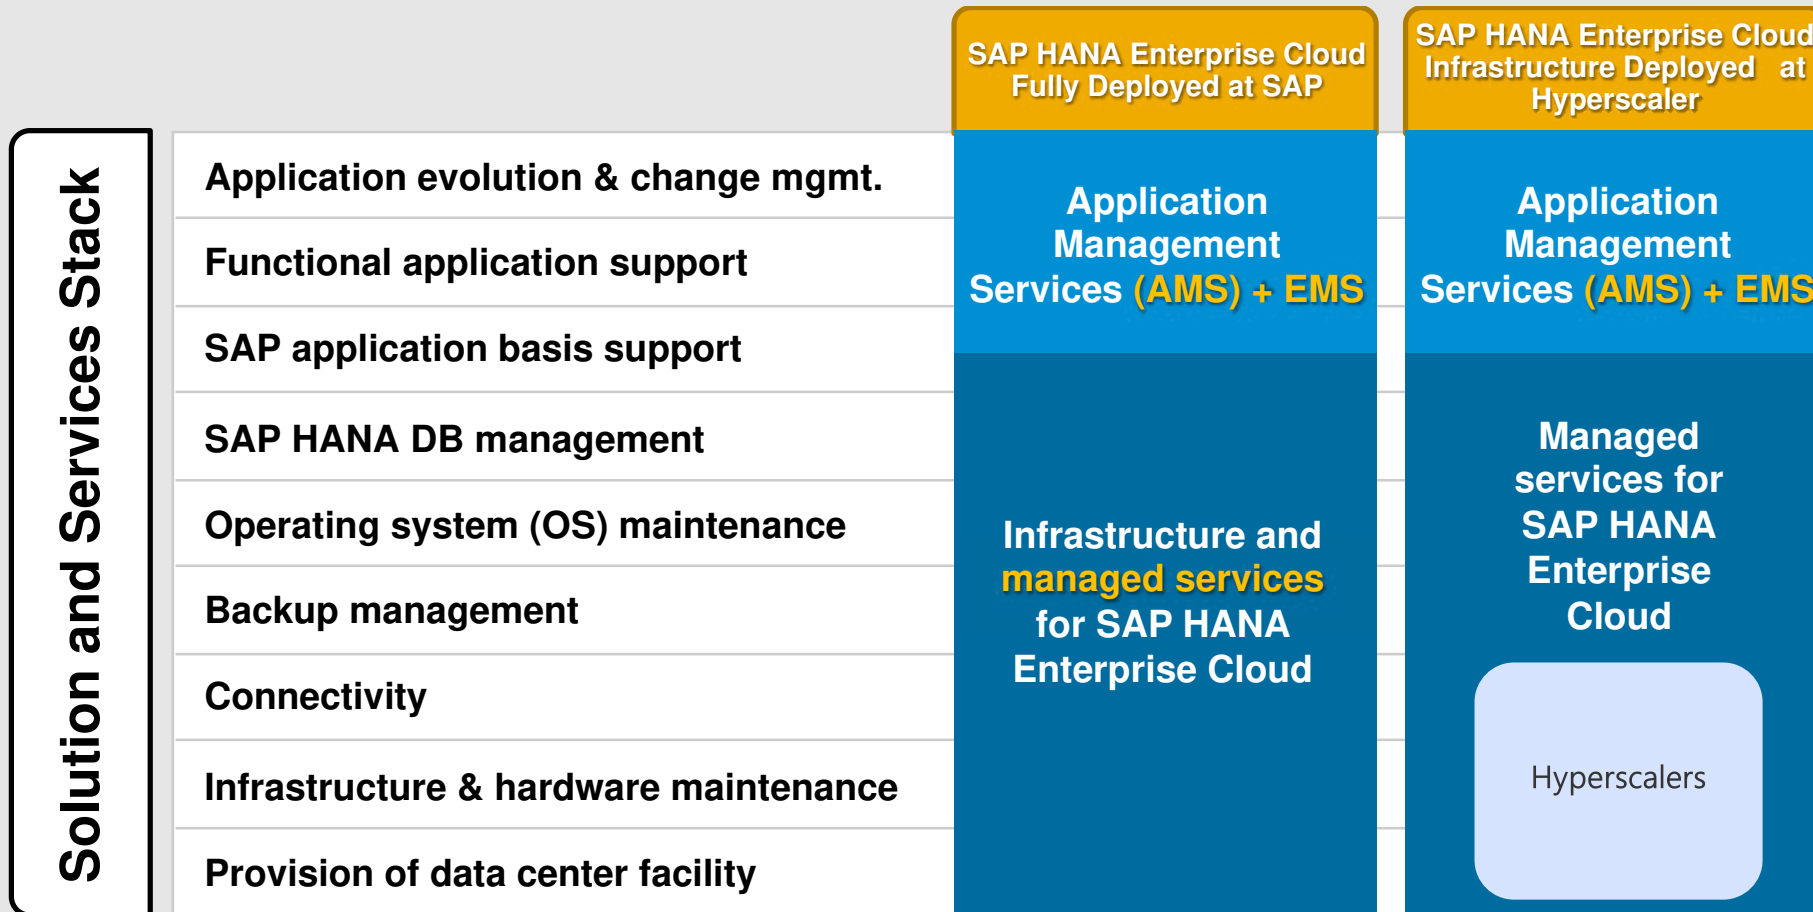 SAP HANA Enterprise Cloud
Fully Deployed at SAP
SAP HANA Enterprise Cloud
Infrastructure Deployed at
Hyperscaler
Solution and Services Stack
Application evolution & change mgmt.
Functional application support
SAP application basis support
SAP HANA DB management
Operating system (OS) maintenance
Backup management
Connectivity
Infrastructure & hardware maintenance
Provision of data center facility
Application
Management
Services (AMS) + EMS
Infrastructure and
managed services
for SAP HANA
Enterprise Cloud
Application
Management
Services (AMS) + EMS
Managed
services for
SAP HANA
Enterprise
Cloud
Hyperscalers